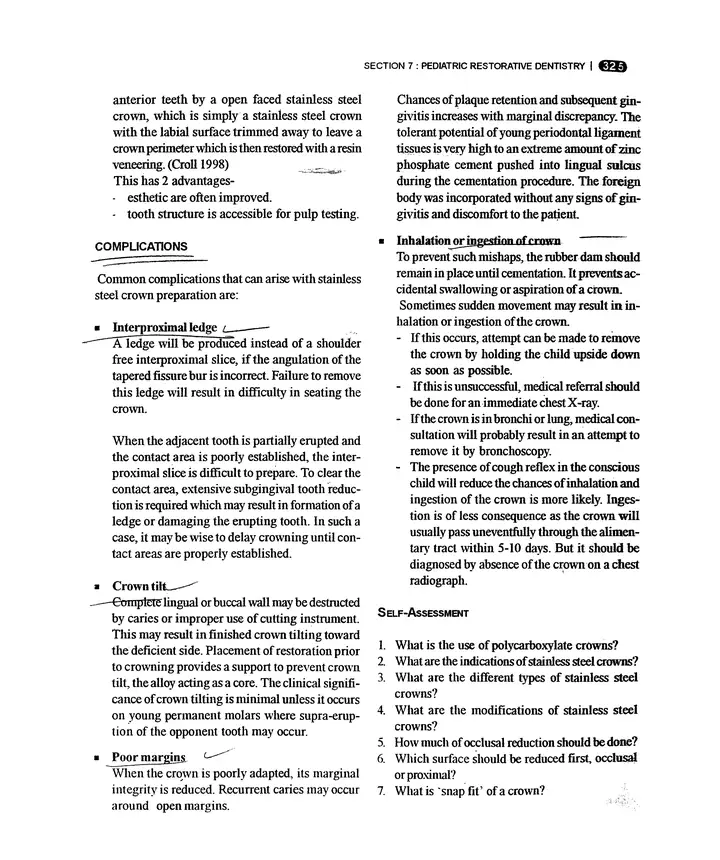 SECTION 7 : PEDIATRIC RESTORATIVE DENTISTRY | 325
anterior teeth by a open faced stainless steel
crown, which is simply a stainless steel crown
with the labial surface trimmed away to leave a
crown perimeter which is then restored with a resin
veneering. (Croll 1998)
This has 2 advantages-
- esthetic are often improved.
- tooth structure is accessible for pulp testing.
COMPLICATIONS
Common complications that can arise with stainless
steel crown preparation are:
■ Interproximal ledge
A ledge will be produced instead of a shoulder
free interproximal slice, if the angulation of the
tapered fissure bur is incorrect. Failure to remove
this ledge will result in difficulty in seating the
crown.
When the adjacent tooth is partially erupted and
the contact area is poorly established, the inter-
proximal slice is difficult to prepare. To clear the
contact area, extensive subgingival tooth reduc-
tion is required which may result in formation of a
ledge or damaging the erupting tooth. In such a
case, it may be wise to delay crowning until con-
tact areas are properly established.
■ Crown tilt
Complete lingual or buccal wall may be destructed
by caries or improper use of cutting instrument.
This may result in finished crown tilting toward
the deficient side. Placement of restoration prior
to crowning provides a support to prevent crown
tilt, the alloy acting as a core. The clinical signifi-
cance of crown tilting is minimal unless it occurs
on young permanent molars where supra-erup-
tion of the opponent tooth may occur.
■ Poor margins
When the crown is poorly adapted, its marginal
integrity is reduced. Recurrent caries may occur
around open margins.
Chances of plaque retention and subsequent gin-
givitis increases with marginal discrepancy. The
tolerant potential of young periodontal ligament
tissues is very high to an extreme amount of zinc
phosphate cement pushed into lingual sulcus
during the cementation procedure. The foreign
body was incorporated without any signs of gin-
givitis and discomfort to the patient.
■ Inhalation or ingestion of crown
To prevent such mishaps, the rubber dam should
remain in place until cementation. It prevents ac-
cidental swallowing or aspiration of a crown.
Sometimes sudden movement may result in in-
halation or ingestion of the crown.
- If this occurs, attempt can be made to remove
the crown by holding the child upside down
as soon as possible.
- If this is unsuccessful, medical referral should
be done for an immediate chest X-ray.
- If the crown is in bronchi or lung, medical con-
sultation will probably result in an attempt to
remove it by bronchoscopy.
- The presence of cough reflex in the conscious
child will reduce the chances of inhalation and
ingestion of the crown is more likely. Inges-
tion is of less consequence as the crown will
usually pass uneventfully through the alimen-
tary tract within 5-10 days. But it should be
diagnosed by absence of the crown on a chest
radiograph.
SELF-ASSESSMENT
1. What is the use of polycarboxylate crowns?
2. What are the indications of stainless steel crowns?
3. What are the different types of stainless steel
crowns?
4. What are the modifications of stainless steel
crowns?
5. How much of occlusal reduction should be done?
6. Which surface should be reduced first, occlusal
or proximal?
7. What is 'snap fit' of a crown?